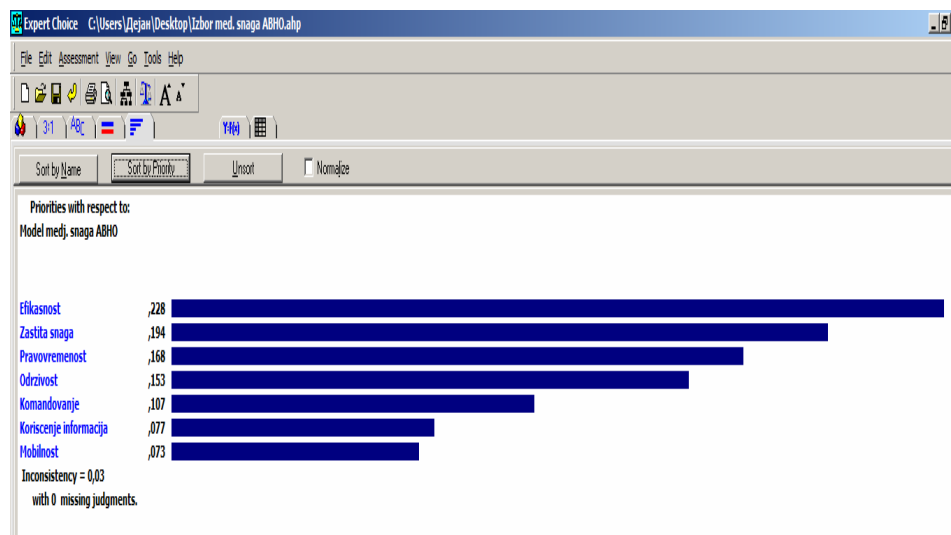 Expert Choice C:\Users\Дејан\Desktop\Izbor med. snaga ABHO.ahp
File Edit Assessment View Go Tools Help
3:1 ABC Y=f(x)
Sort by Name Sort by Priority Unsort Normalize
Priorities with respect to:
Model medj. snaga ABHO
Efikasnost ,228
Zastita snaga ,194
Pravovremenost ,168
Odrzivost ,153
Komandovanje ,107
Koriscenje informacija ,077
Mobilnost ,073
Inconsistency = 0,03
with 0 missing judgments.